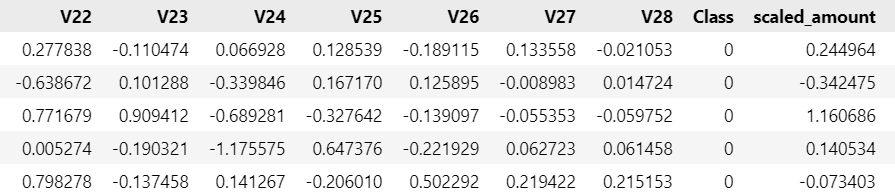 V22 V23 V24 V25 V26 V27 V28 Class scaled_amount
0.277838 -0.110474 0.066928 0.128539 -0.189115 0.133558 -0.021053 0 0.244964
-0.638672 0.101288 -0.339846 0.167170 0.125895 -0.008983 0.014724 0 -0.342475
0.771679 0.909412 -0.689281 -0.327642 -0.139097 -0.055353 -0.059752 0 1.160686
0.005274 -0.190321 -1.175575 0.647376 -0.221929 0.062723 0.061458 0 0.140534
0.798278 -0.137458 0.141267 -0.206010 0.502292 0.219422 0.215153 0 -0.073403